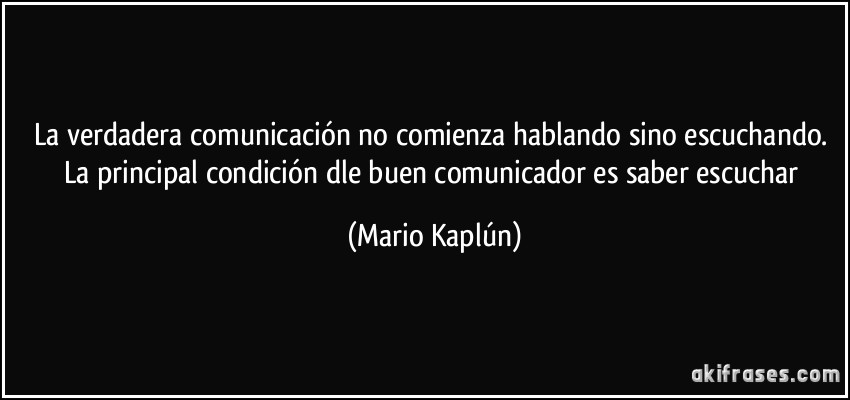 La verdadera comunicación no comienza hablando sino escuchando.
La principal condición dle buen comunicador es saber escuchar
(Mario Kaplún)
akifrases.com